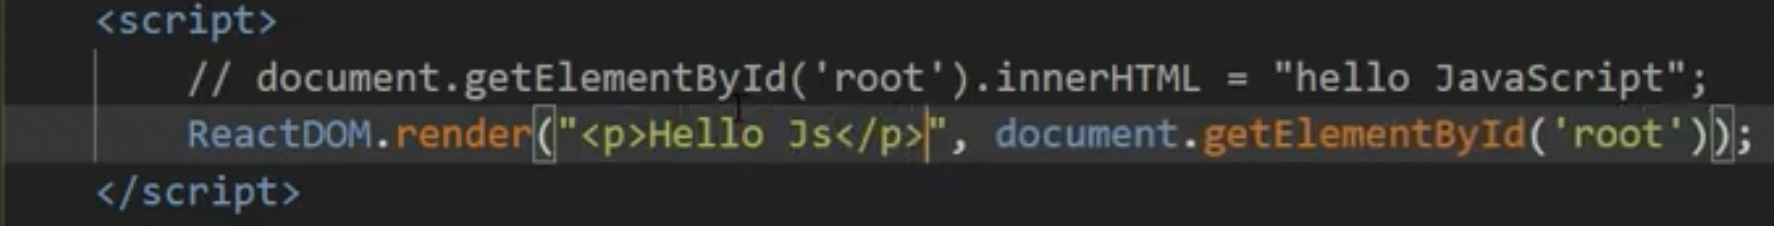 <script>
// document.getElementById('root').innerHTML = "hello JavaScript";
ReactDOM.render("<p>Hello Js</p>", document.getElementById('root'));
</script>